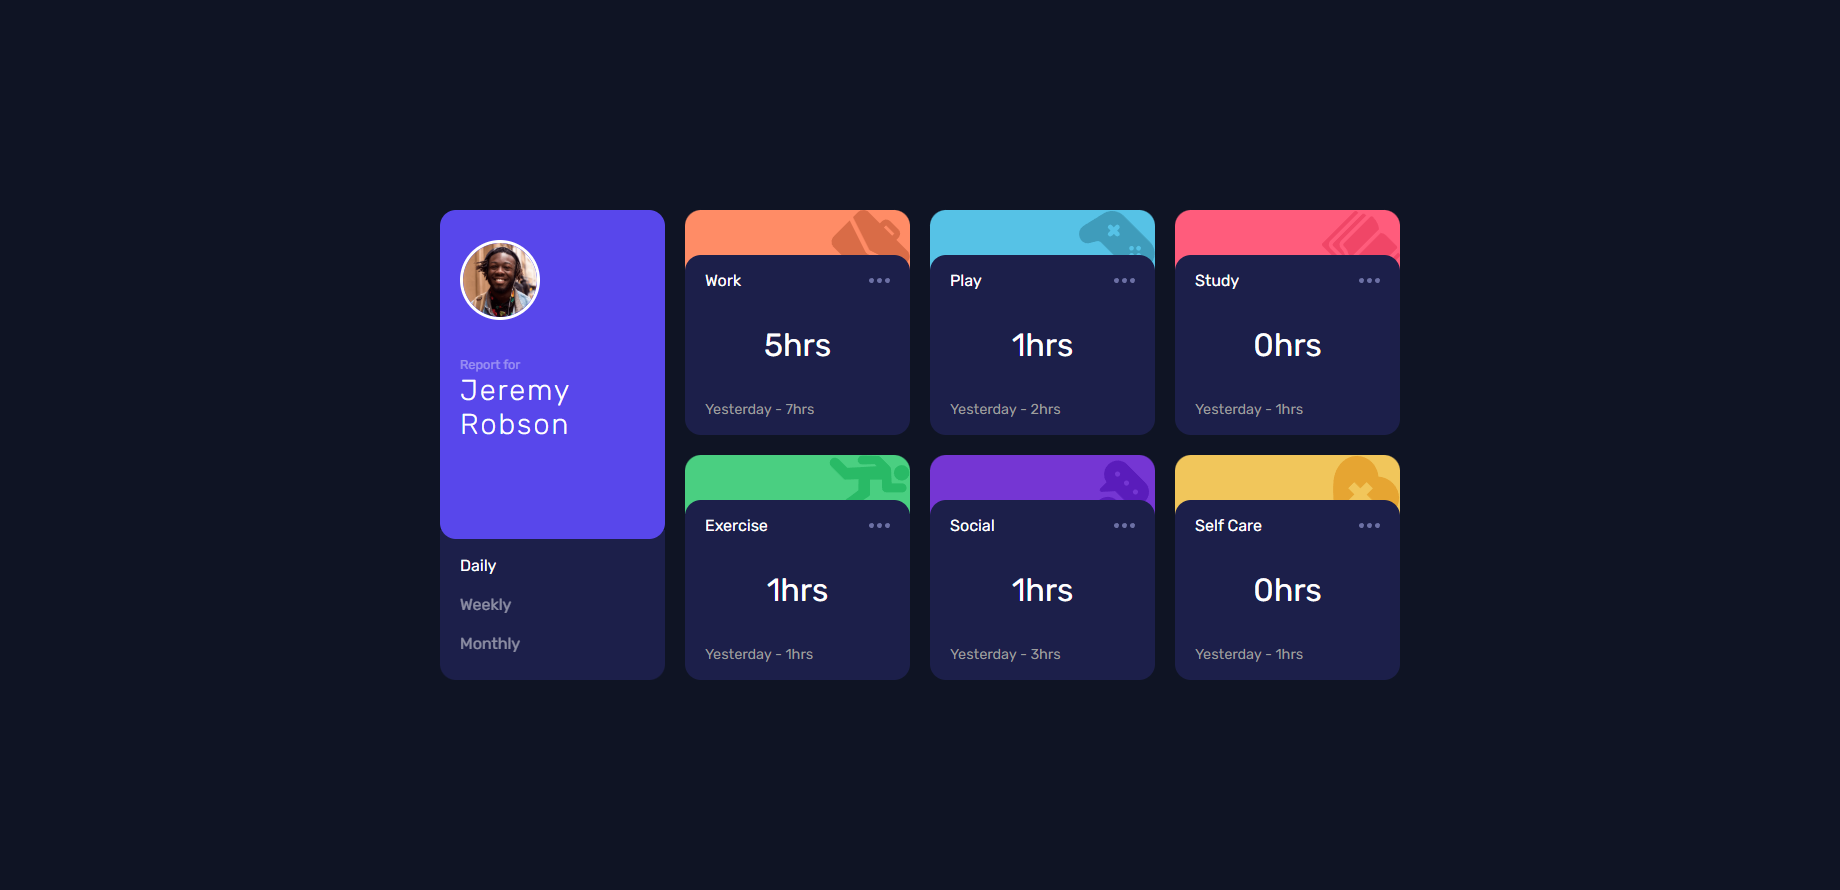 Report for
Jeremy
Robson
Daily
Weekly
Monthly
Work
5hrs
Yesterday - 7hrs
Play
1hrs
Yesterday - 2hrs
Study
0hrs
Yesterday - 1hrs
Exercise
1hrs
Yesterday - 1hrs
Social
1hrs
Yesterday - 3hrs
Self Care
0hrs
Yesterday - 1hrs